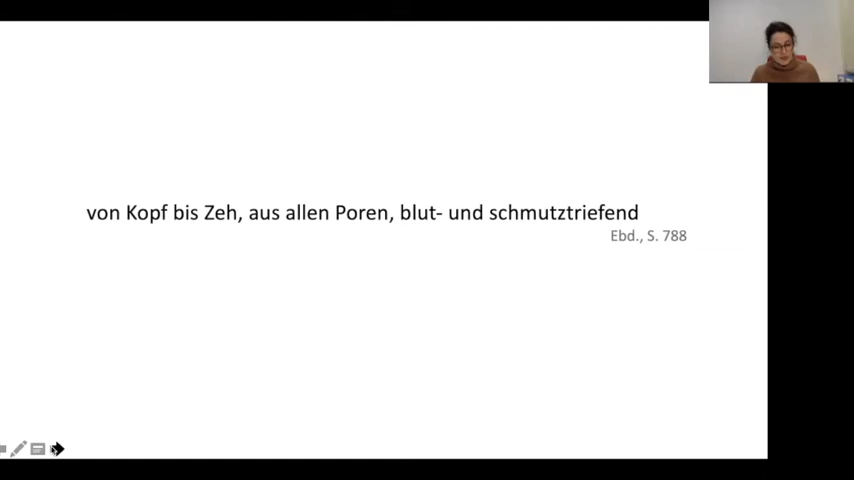 von Kopf bis Zeh, aus allen Poren, blut- und schmutztriefend
Ebd., S. 788